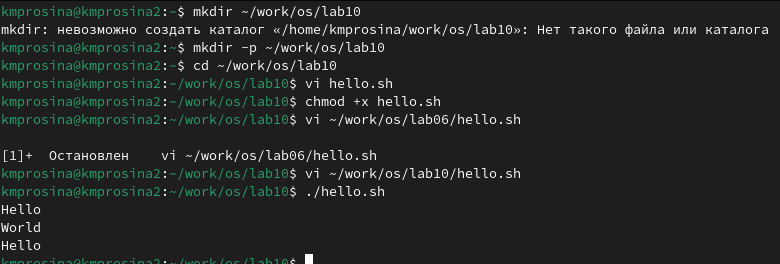 kmprosina@kmprosina2:~$ mkdir ~/work/os/lab10
mkdir: невозможно создать каталог «/home/kmprosina/work/os/lab10»: Нет такого файла или каталога
kmprosina@kmprosina2:~$ mkdir -p ~/work/os/lab10
kmprosina@kmprosina2:~$ cd ~/work/os/lab10
kmprosina@kmprosina2:~/work/os/lab10$ vi hello.sh
kmprosina@kmprosina2:~/work/os/lab10$ chmod +x hello.sh
kmprosina@kmprosina2:~/work/os/lab10$ vi ~/work/os/lab06/hello.sh
[1]+  Остановлен    vi ~/work/os/lab06/hello.sh
kmprosina@kmprosina2:~/work/os/lab10$ vi ~/work/os/lab10/hello.sh
kmprosina@kmprosina2:~/work/os/lab10$ ./hello.sh
Hello
World
Hello
kmprosina@kmprosina2:~/work/os/lab10$